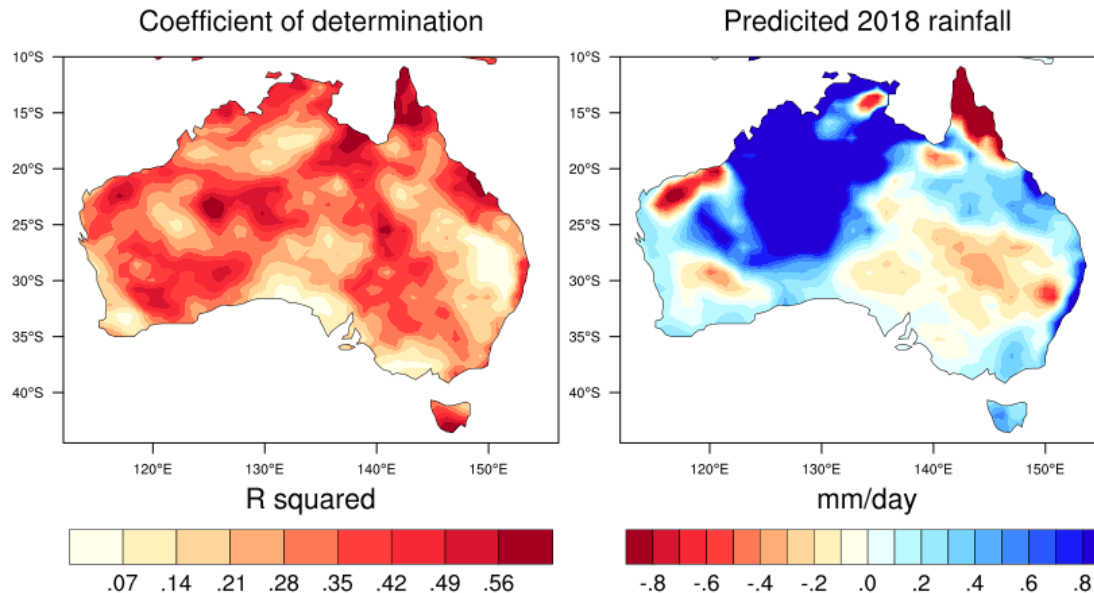 Coefficient of determination
10°S
15°S
20°S
25°S
30°S
35°S
40°S
120°E 130°E 140°E 150°E
R squared
.07 .14 .21 .28 .35 .42 .49 .56
Predicited 2018 rainfall
10°S
15°S
20°S
25°S
30°S
35°S
40°S
120°E 130°E 140°E 150°E
mm/day
-.8 -.6 -.4 -.2 .0 .2 .4 .6 .8